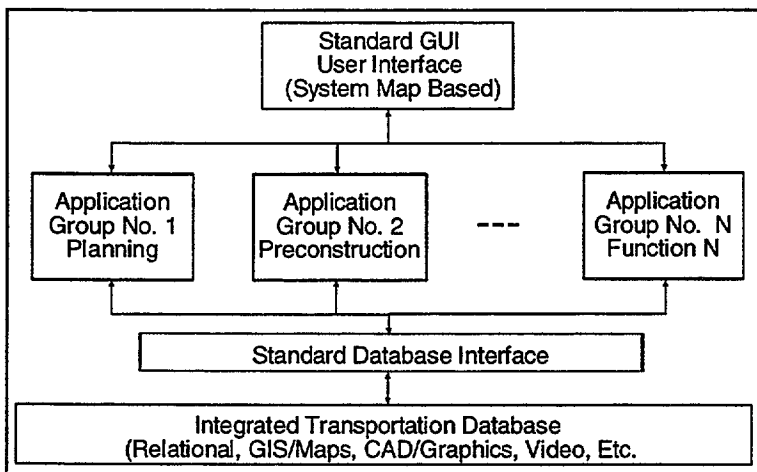 Standard GUI
User Interface
(System Map Based)
Application
Group No. 1
Planning
Application
Group No. 2
Preconstruction
---
Application
Group No. N
Function N
Standard Database Interface
Integrated Transportation Database
(Relational, GIS/Maps, CAD/Graphics, Video, Etc.